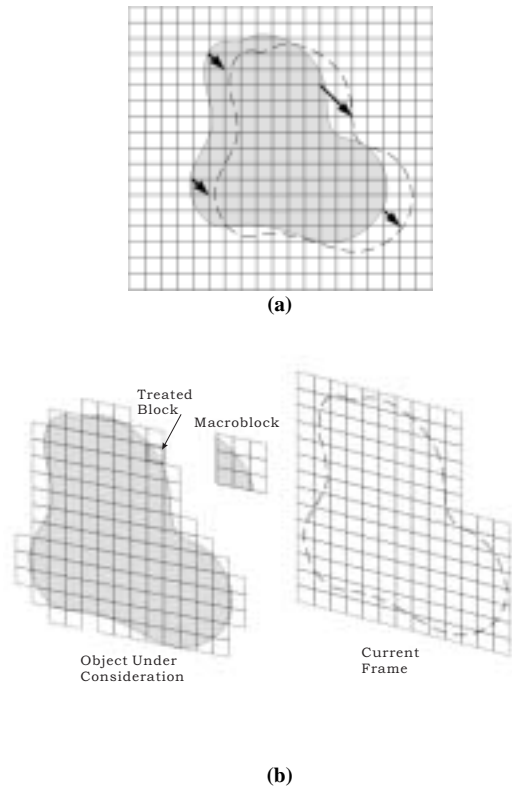 (a)
Treated
Block
Macroblock
Object Under
Consideration
Current
Frame
(b)